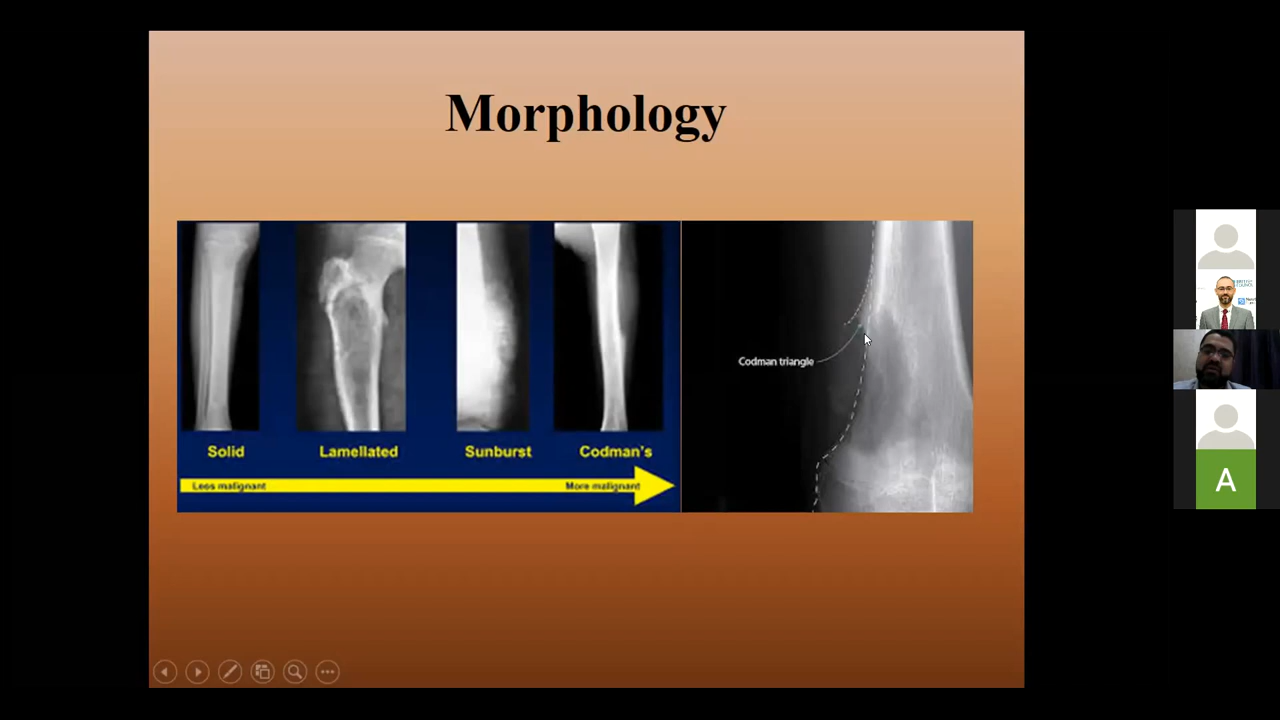 Morphology
Solid
Lamellated
Sunburst
Codman's
Less malignant
More malignant
Codman triangle
A